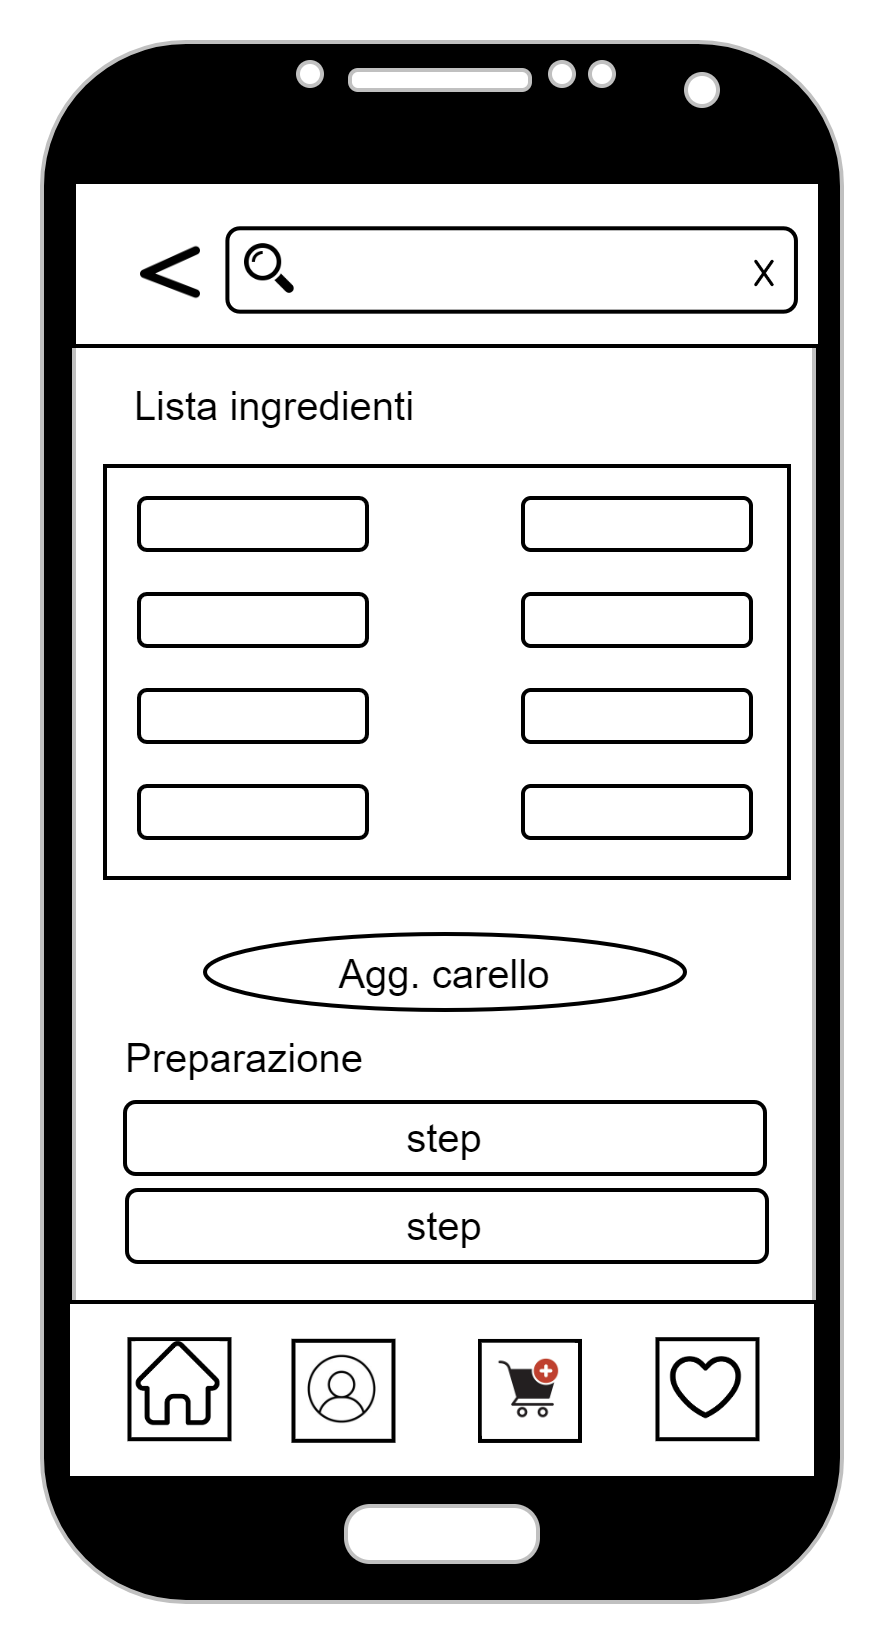 X
Lista ingredienti
Agg. carello
Preparazione
step
step